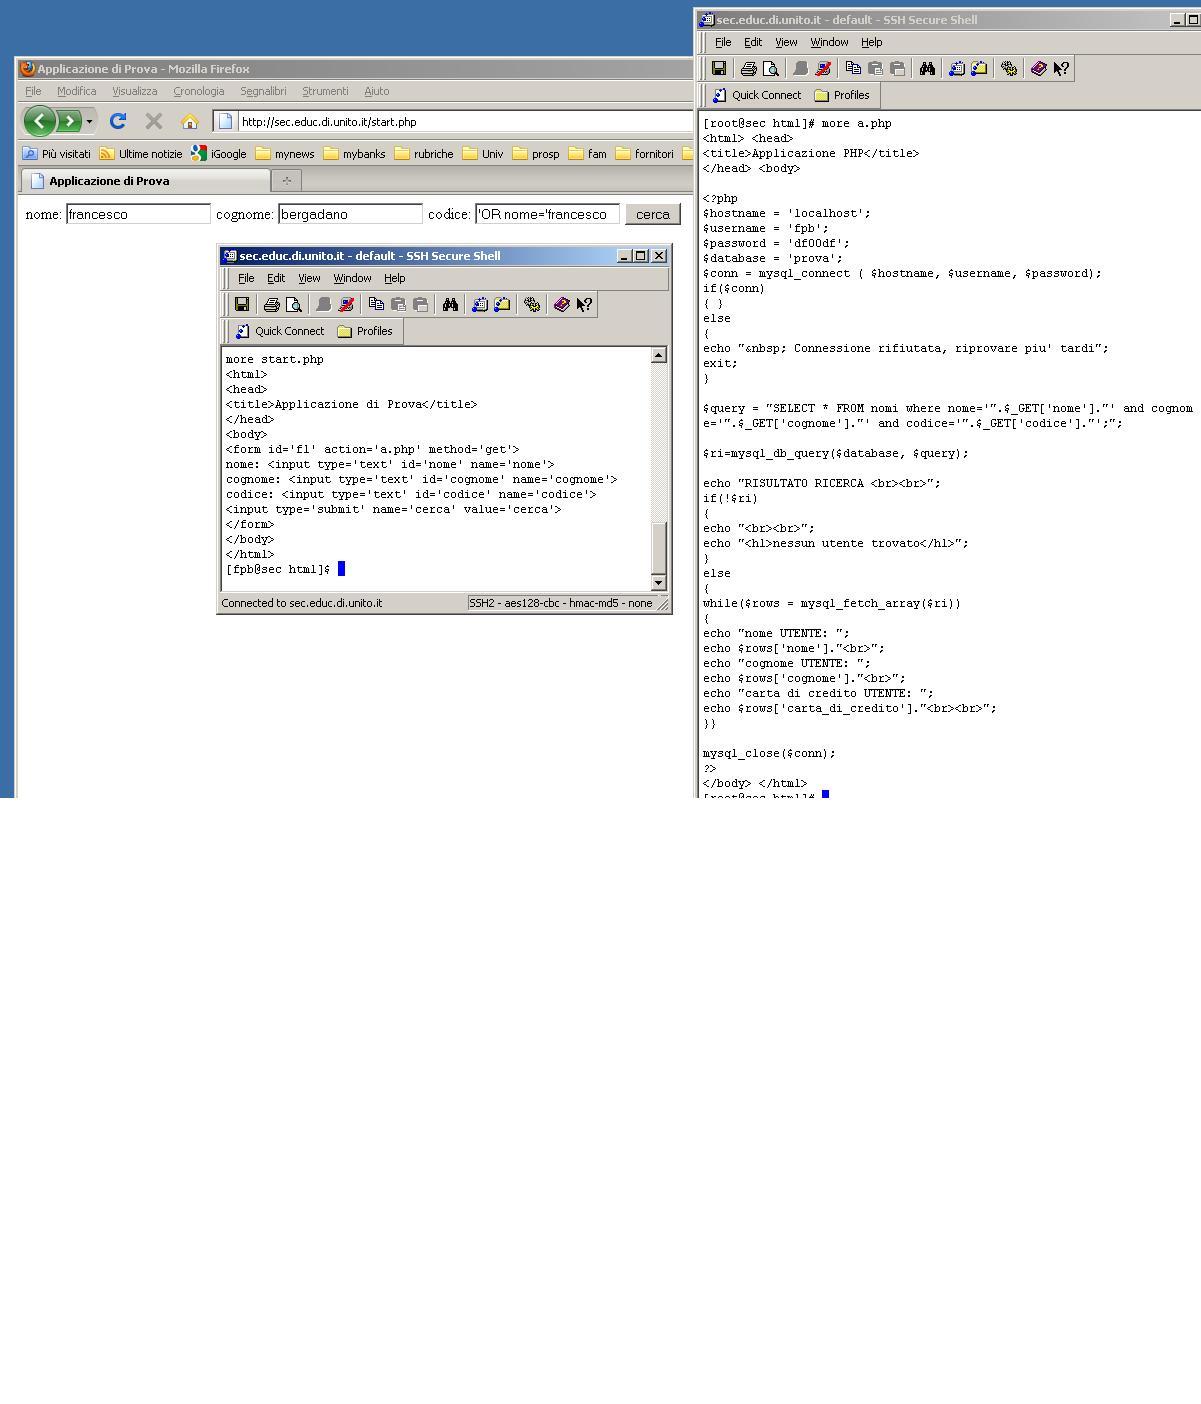 Applicazione di Prova - Mozilla Firefox
File Modifica Visualizza Cronologia Segnalibri Strumenti Aiuto
http://sec.educ.di.unito.it/start.php
Più visitati Ultime notizie iGoogle mynews mybanks rubriche Univ prosp fam fornitori
Applicazione di Prova
nome: francesco cognome: bergadano codice: 'OR nome='francesco cerca
sec.educ.di.unito.it - default - SSH Secure Shell
File Edit View Window Help
Quick Connect Profiles
more start.php
<html>
<head>
<title>Applicazione di Prova</title>
</head>
<body>
<form id='f1' action='a.php' method='get'>
nome: <input type='text' id='nome' name='nome'>
cognome: <input type='text' id='cognome' name='cognome'>
codice: <input type='text' id='codice' name='codice'>
<input type='submit' name='cerca' value='cerca'>
</form>
</body>
</html>
[fpb@sec html]$
Connected to sec.educ.di.unito.it SSH2 - aes128-cbc - hmac-md5 - none
sec.educ.di.unito.it - default - SSH Secure Shell
File Edit View Window Help
Quick Connect Profiles
[root@sec html]# more a.php
<html> <head>
<title>Applicazione PHP</title>
</head> <body>
<?php
$hostname = 'localhost';
$username = 'fpb';
$password = 'df00df';
$database = 'prova';
$conn = mysql_connect ( $hostname, $username, $password);
if($conn)
{ }
else
{
echo "&nbsp; Connessione rifiutata, riprovare piu' tardi";
exit;
}
$query = "SELECT * FROM nomi where nome='".$_GET['nome']."' and cognom
e='".$_GET['cognome']."' and codice='".$_GET['codice']."';";
$ri=mysql_db_query($database, $query);
echo "RISULTATO RICERCA <br><br>";
if(!$ri)
{
echo "<br><br>";
echo "<h1>nessun utente trovato</h1>";
}
else
{
while($rows = mysql_fetch_array($ri))
{
echo "nome UTENTE: ";
echo $rows['nome']."<br>";
echo "cognome UTENTE: ";
echo $rows['cognome']."<br>";
echo "carta di credito UTENTE: ";
echo $rows['carta_di_credito']."<br><br>";
}}
mysql_close($conn);
?>
</body> </html>
[root@sec html]#